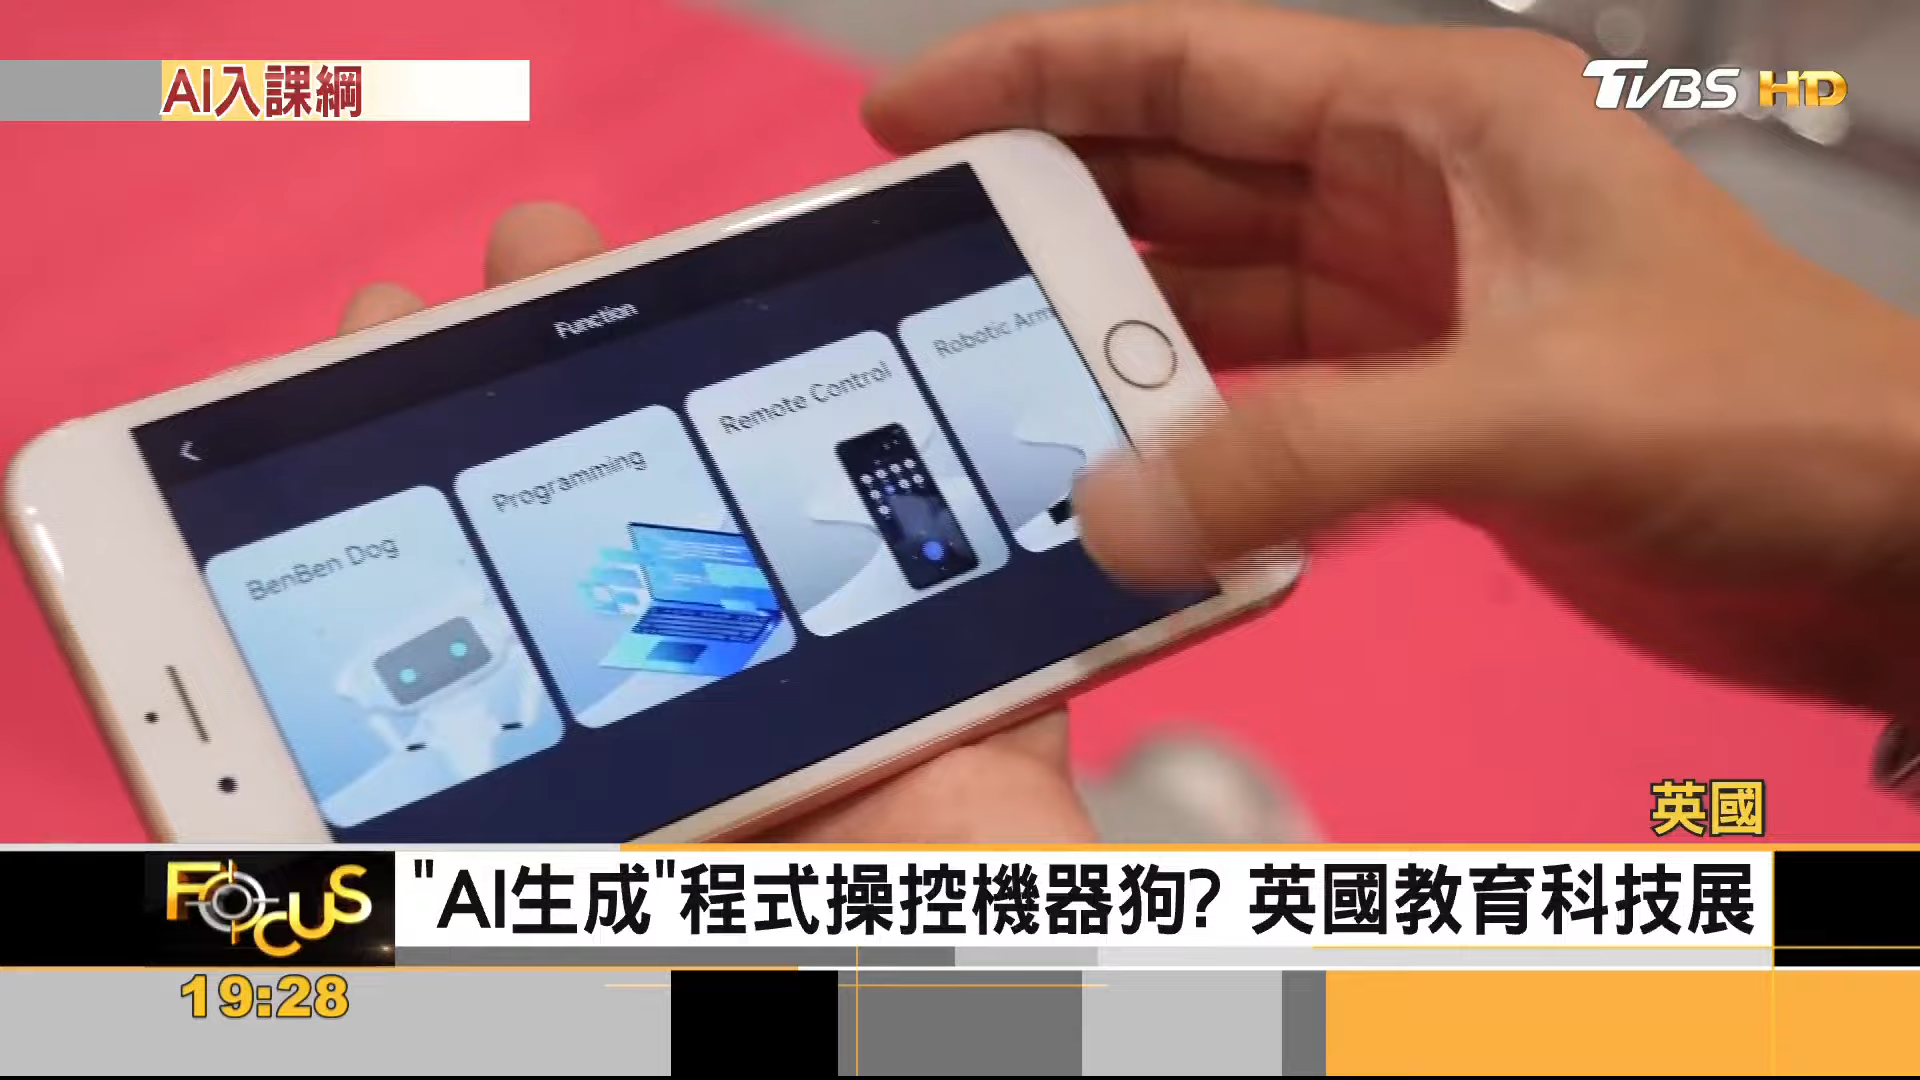 AI入課綱
TVBS HD
Function
BenBen Dog
Programming
Remote Control
Robotic Arm
英國
FOCUS
"AI生成"程式操控機器狗? 英國教育科技展
19:28